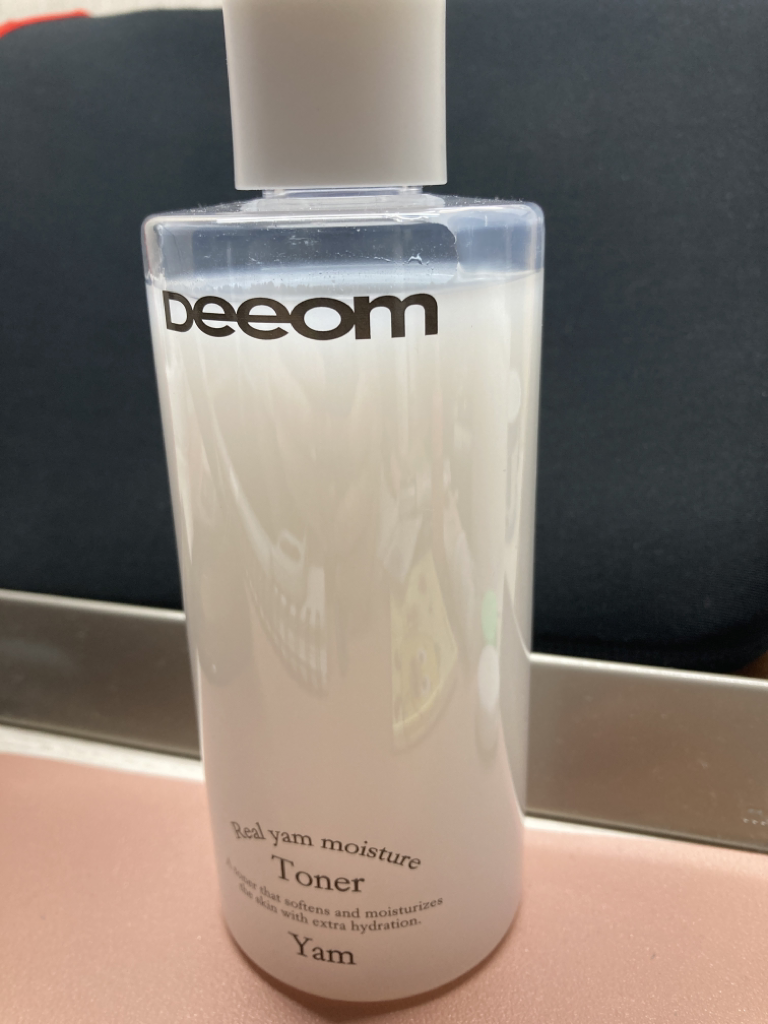 Deeom
Real yam moisture
Toner
A toner that softens and moisturizes
the skin with extra hydration.
Yam